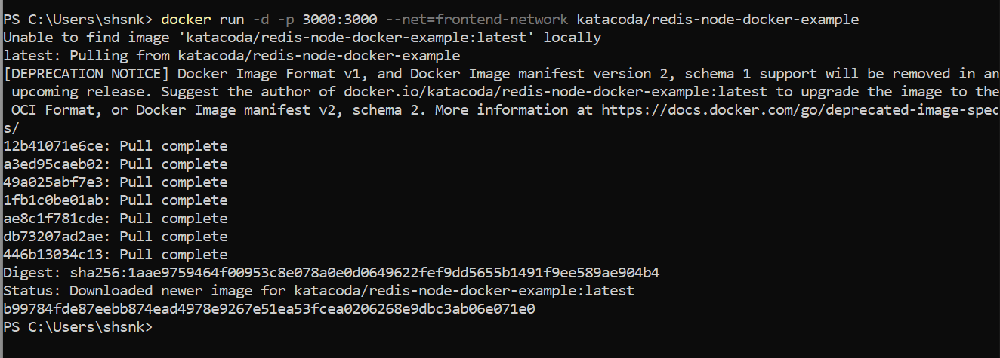 PS C:\Users\shsnk> docker run -d -p 3000:3000 --net=frontend-network katacoda/redis-node-docker-example
Unable to find image 'katacoda/redis-node-docker-example:latest' locally
latest: Pulling from katacoda/redis-node-docker-example
[DEPRECATION NOTICE] Docker Image Format v1, and Docker Image manifest version 2, schema 1 support will be removed in an
 upcoming release. Suggest the author of docker.io/katacoda/redis-node-docker-example:latest to upgrade the image to the
 OCI Format, or Docker Image manifest v2, schema 2. More information at https://docs.docker.com/go/deprecated-image-spec
s/
12b41071e6ce: Pull complete
a3ed95caeb02: Pull complete
49a025abf7e3: Pull complete
1fb1c0be01ab: Pull complete
ae8c1f781cde: Pull complete
db73207ad2ae: Pull complete
446b13034c13: Pull complete
Digest: sha256:1aae9759464f00953c8e078a0e0d0649622fef9dd5655b1491f9ee589ae904b4
Status: Downloaded newer image for katacoda/redis-node-docker-example:latest
b99784fde87eebb874ead4978e9267e51ea53fcea0206268e9dbc3ab06e071e0
PS C:\Users\shsnk>